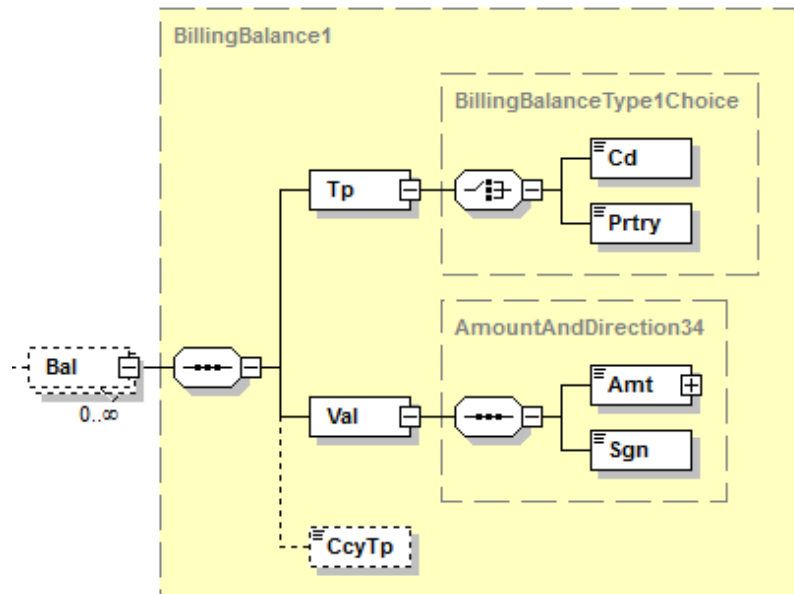 BillingBalance1
BillingBalanceType1Choice
Cd
Tp
Prtry
AmountAndDirection34
Bal
0..∞
Amt
Val
Sgn
CcyTp